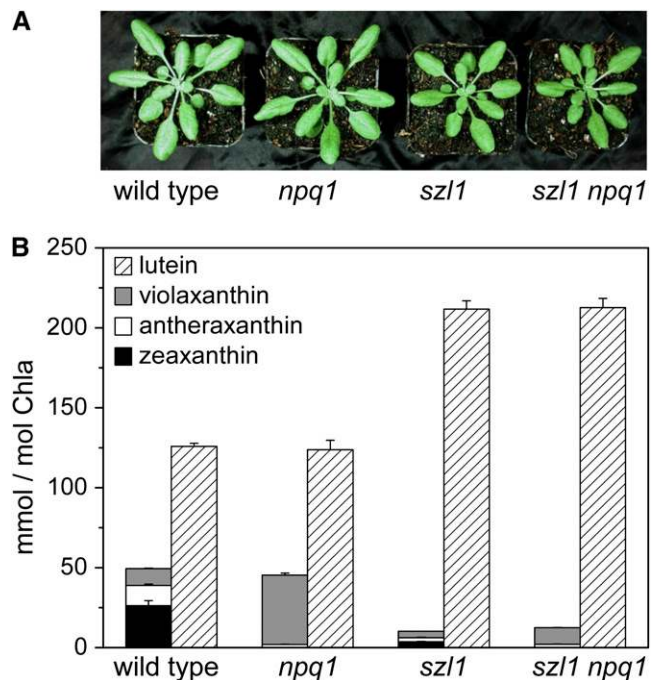 A
wild type npq1 szl1 szl1 npq1
B
250
200
150
100
50
0
mmol / mol Chla
lutein
violaxanthin
antheraxanthin
zeaxanthin
wild type npq1 szl1 szl1 npq1